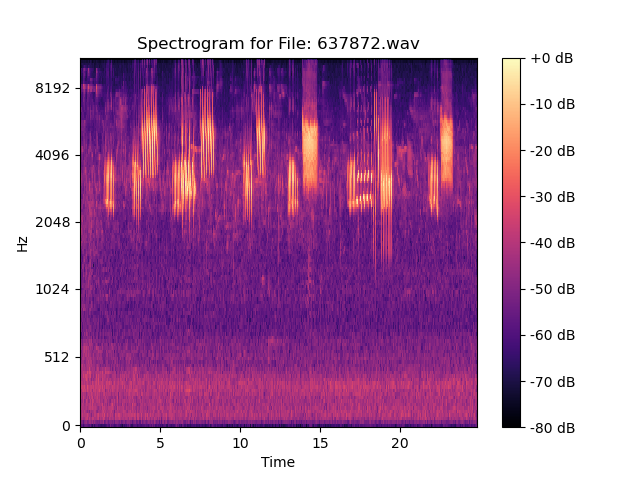 Spectrogram for File: 637872.wav
8192
4096
2048
1024
512
0
Hz
0 5 10 15 20
Time
+0 dB
-10 dB
-20 dB
-30 dB
-40 dB
-50 dB
-60 dB
-70 dB
-80 dB